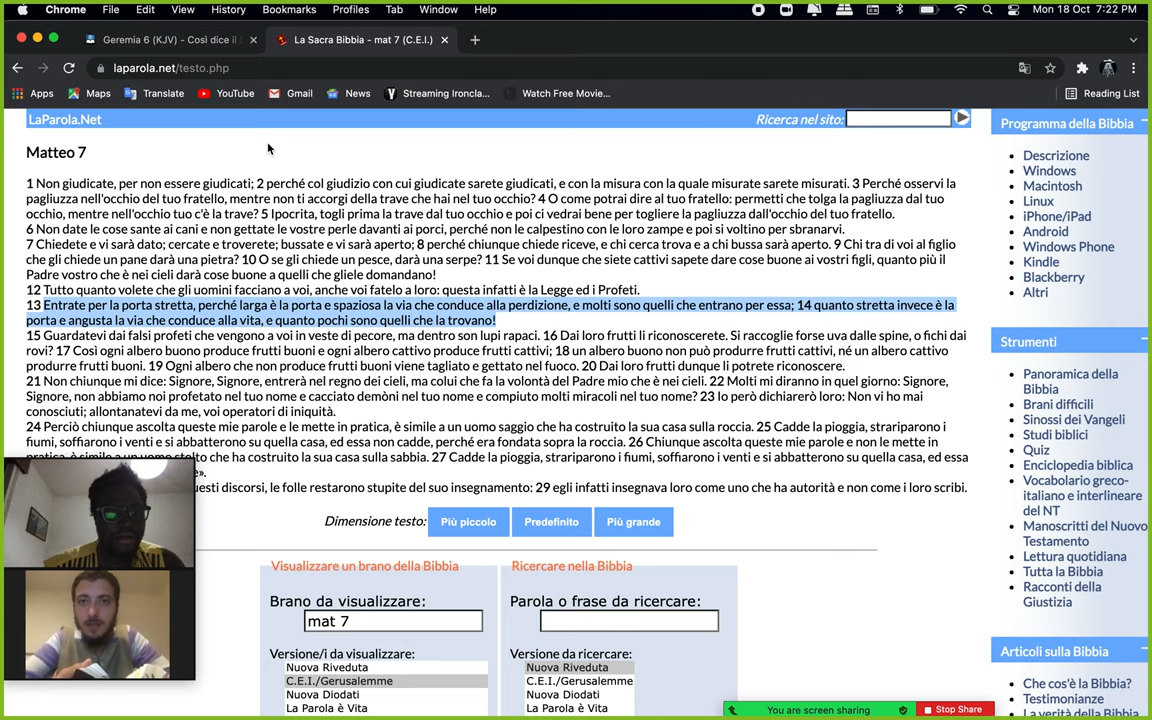 Chrome File Edit View History Bookmarks Profiles Tab Window Help Mon 18 Oct 7:22 PM
Geremia 6 (KJV) - Così dice il La Sacra Bibbia - mat 7 (C.E.I.)
laparola.net/testo.php
Apps Maps Translate YouTube Gmail News Streaming Ironcla... Watch Free Movie... Reading List
LaParola.Net Ricerca nel sito:
Matteo 7
1 Non giudicate, per non essere giudicati; 2 perché col giudizio con cui giudicate sarete giudicati, e con la misura con la quale misurate sarete misurati. 3 Perché osservi la
pagliuzza nell'occhio del tuo fratello, mentre non ti accorgi della trave che hai nel tuo occhio? 4 O come potrai dire al tuo fratello: permetti che tolga la pagliuzza dal tuo
occhio, mentre nell'occhio tuo c'è la trave? 5 Ipocrita, togli prima la trave dal tuo occhio e poi ci vedrai bene per togliere la pagliuzza dall'occhio del tuo fratello.
6 Non date le cose sante ai cani e non gettate le vostre perle davanti ai porci, perché non le calpestino con le loro zampe e poi si voltino per sbranarvi.
7 Chiedete e vi sarà dato; cercate e troverete; bussate e vi sarà aperto; 8 perché chiunque chiede riceve, e chi cerca trova e a chi bussa sarà aperto. 9 Chi tra di voi al figlio
che gli chiede un pane darà una pietra? 10 O se gli chiede un pesce, darà una serpe? 11 Se voi dunque che siete cattivi sapete dare cose buone ai vostri figli, quanto più il
Padre vostro che è nei cieli darà cose buone a quelli che gliele domandano!
12 Tutto quanto volete che gli uomini facciano a voi, anche voi fatelo a loro: questa infatti è la Legge ed i Profeti.
13 Entrate per la porta stretta, perché larga è la porta e spaziosa la via che conduce alla perdizione, e molti sono quelli che entrano per essa; 14 quanto stretta invece è la
porta e angusta la via che conduce alla vita, e quanto pochi sono quelli che la trovano!
15 Guardatevi dai falsi profeti che vengono a voi in veste di pecore, ma dentro son lupi rapaci. 16 Dai loro frutti li riconoscerete. Si raccoglie forse uva dalle spine, o fichi dai
rovi? 17 Così ogni albero buono produce frutti buoni e ogni albero cattivo produce frutti cattivi; 18 un albero buono non può produrre frutti cattivi, né un albero cattivo
produrre frutti buoni. 19 Ogni albero che non produce frutti buoni viene tagliato e gettato nel fuoco. 20 Dai loro frutti dunque li potrete riconoscere.
21 Non chiunque mi dice: Signore, Signore, entrerà nel regno dei cieli, ma colui che fa la volontà del Padre mio che è nei cieli. 22 Molti mi diranno in quel giorno: Signore,
Signore, non abbiamo noi profetato nel tuo nome e cacciato demòni nel tuo nome e compiuto molti miracoli nel tuo nome? 23 Io però dichiarerò loro: Non vi ho mai
conosciuti; allontanatevi da me, voi operatori di iniquità.
24 Perciò chiunque ascolta queste mie parole e le mette in pratica, è simile a un uomo saggio che ha costruito la sua casa sulla roccia. 25 Cadde la pioggia, strariparono i
fiumi, soffiarono i venti e si abbatterono su quella casa, ed essa non cadde, perché era fondata sopra la roccia. 26 Chiunque ascolta queste mie parole e non le mette in
pratica, è simile a un uomo stolto che ha costruito la sua casa sulla sabbia. 27 Cadde la pioggia, strariparono i fiumi, soffiarono i venti e si abbatterono su quella casa, ed essa
e».
uesti discorsi, le folle restarono stupite del suo insegnamento: 29 egli infatti insegnava loro come uno che ha autorità e non come i loro scribi.
Dimensione testo: Più piccolo Predefinito Più grande
Visualizzare un brano della Bibbia
Brano da visualizzare:
mat 7
Versione/i da visualizzare:
Nuova Riveduta
C.E.I./Gerusalemme
Nuova Diodati
La Parola è Vita
Ricercare nella Bibbia
Parola o frase da ricercare:
Versione da ricercare:
Nuova Riveduta
C.E.I./Gerusalemme
Nuova Diodati
La Parola è Vita
Programma della Bibbia
Descrizione
Windows
Macintosh
Linux
iPhone/iPad
Android
Windows Phone
Kindle
Blackberry
Altri
Strumenti
Panoramica della
Bibbia
Brani difficili
Sinossi dei Vangeli
Studi biblici
Quiz
Enciclopedia biblica
Vocabolario greco-
italiano e interlineare
del NT
Manoscritti del Nuovo
Testamento
Lettura quotidiana
Tutta la Bibbia
Racconti della
Giustizia
Articoli sulla Bibbia
Che cos'è la Bibbia?
Testimonianze
La verità della Bibbia
You are screen sharing Stop Share